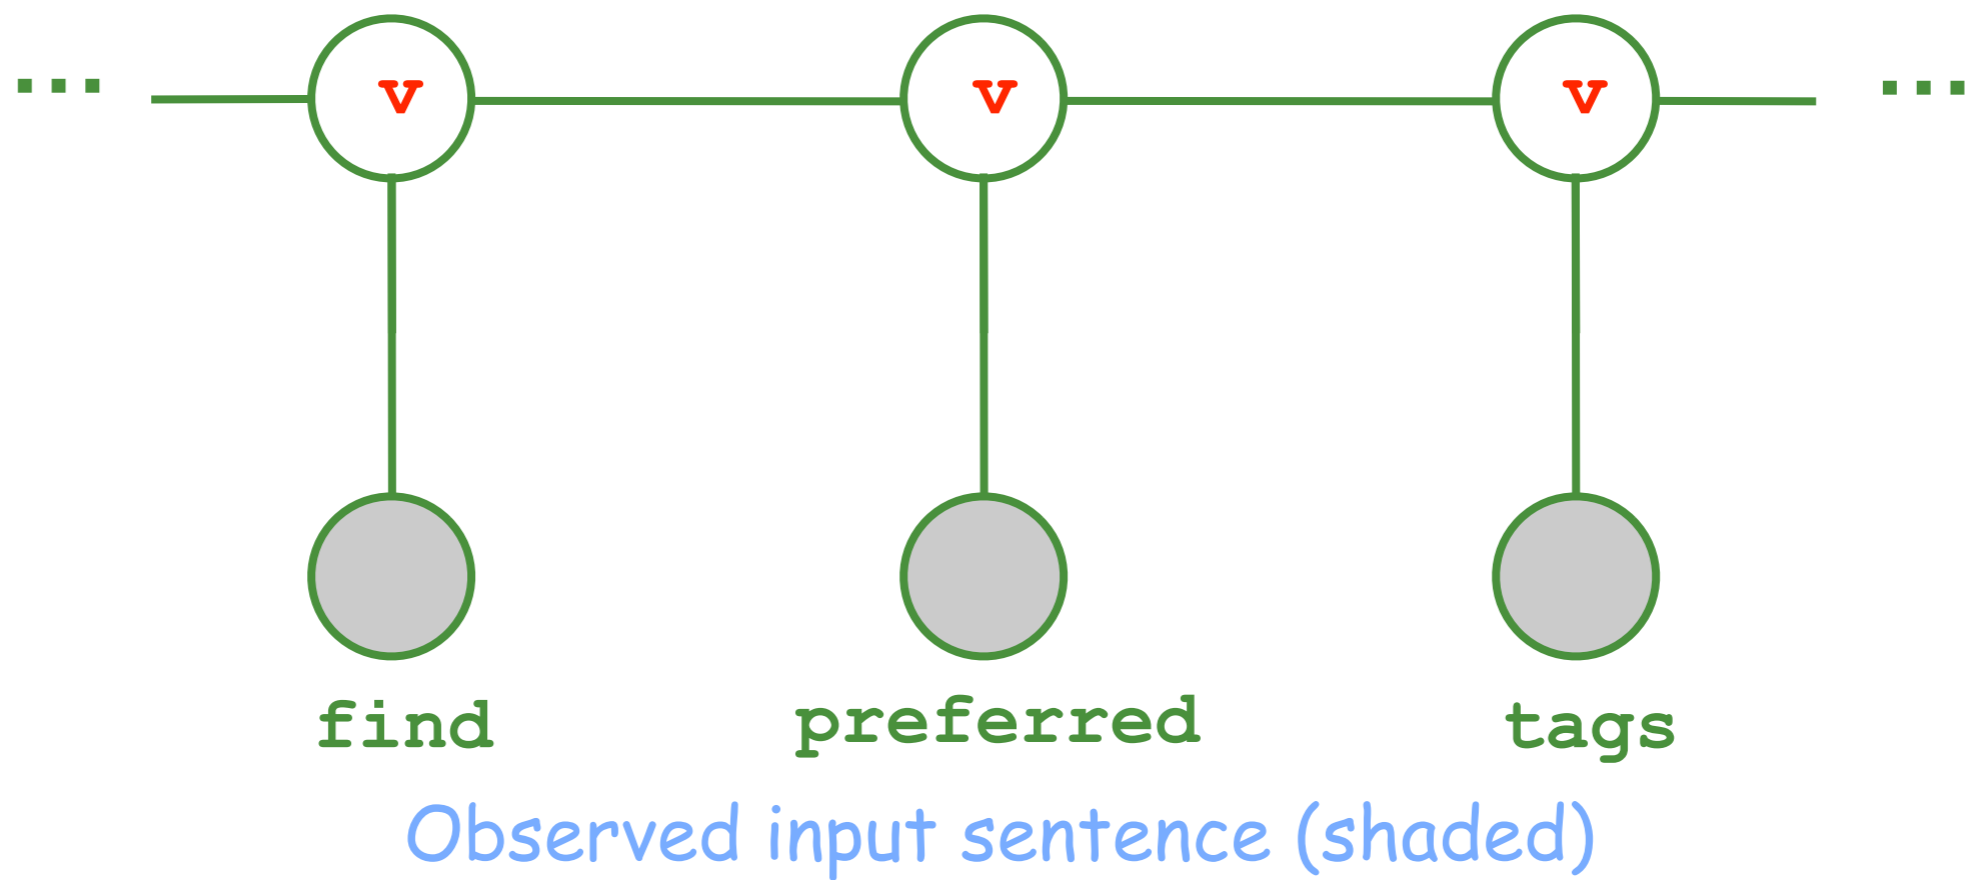 ... v v v ...
find preferred tags
Observed input sentence (shaded)